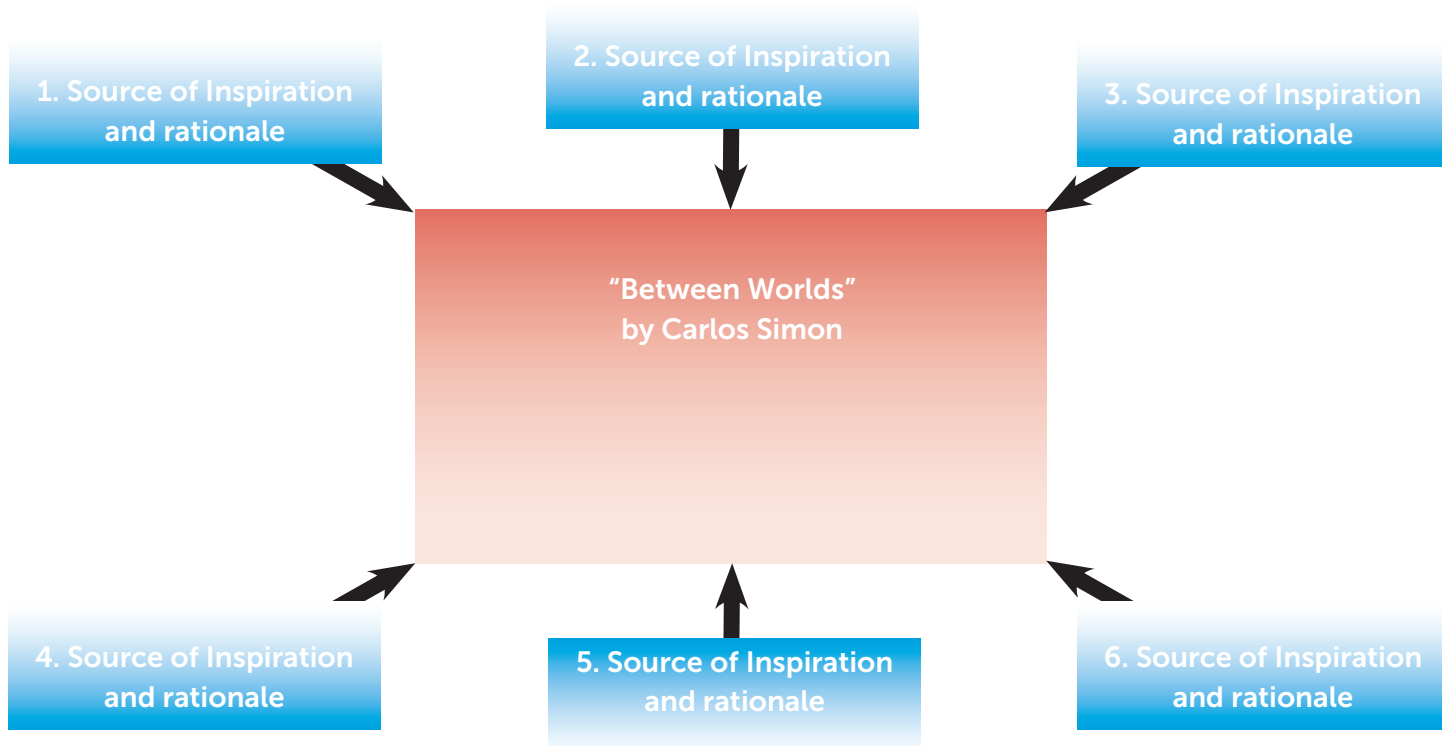 1. Source of Inspiration
and rationale
2. Source of Inspiration
and rationale
3. Source of Inspiration
and rationale
“Between Worlds”
by Carlos Simon
4. Source of Inspiration
and rationale
5. Source of Inspiration
and rationale
6. Source of Inspiration
and rationale